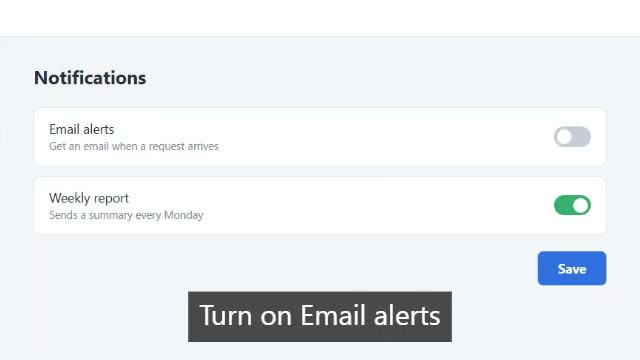 Notifications
Email alerts
Get an email when a request arrives
Weekly report
Sends a summary every Monday
Save
Turn on Email alerts